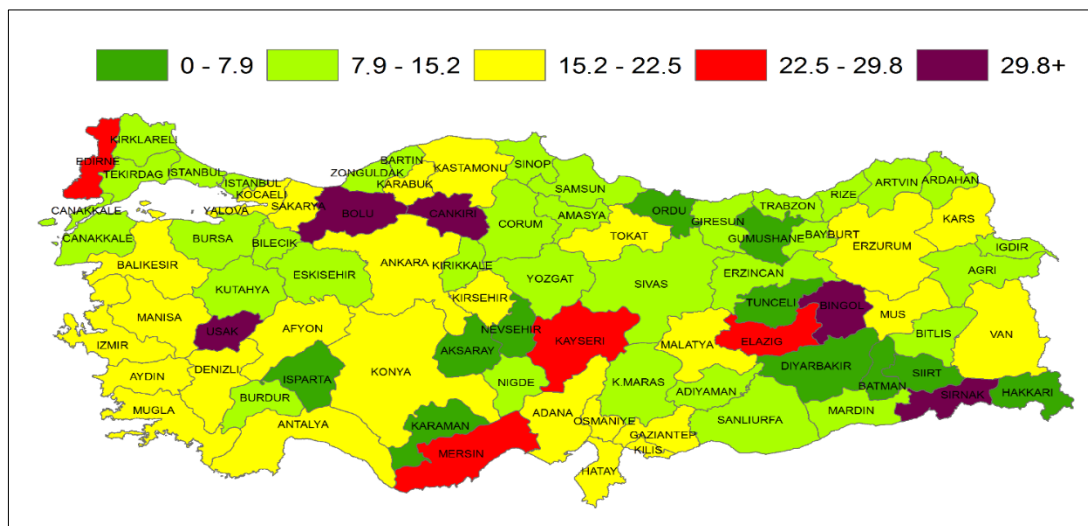 0 - 7.9 7.9 - 15.2 15.2 - 22.5 22.5 - 29.8 29.8+
KIRKLARELI
EDIRNE
TEKIRDAG
ISTANBUL
ISTANBUL
KOCAELI
YALOVA
SAKARYA
CANAKKALE
CANAKKALE
ZONGULDAK
BARTIN
KARABUK
KASTAMONU
SINOP
BOLU
CANKIRI
CORUM
SAMSUN
AMASYA
ORDU
TOKAT
GIRESUN
TRABZON
GUMUSHANE
BAYBURT
RIZE
ARTVIN
ARDAHAN
KARS
ERZURUM
IGDIR
AGRI
BURSA
BILECIK
BALIKESIR
ESKISEHIR
ANKARA
KIRIKKALE
YOZGAT
SIVAS
ERZINCAN
KUTAHYA
KIRSEHIR
TUNCELI
BINGOL
MUS
MANISA
USAK
AFYON
NEVSEHIR
KAYSERI
MALATYA
ELAZIG
BITLIS
VAN
IZMIR
AKSARAY
DIYARBAKIR
AYDIN
DENIZLI
ISPARTA
KONYA
NIGDE
K.MARAS
ADIYAMAN
BATMAN
SIIRT
BURDUR
SIRNAK
HAKKARI
MUGLA
ANTALYA
KARAMAN
ADANA
OSMANIYE
GAZIANTEP
SANLIURFA
MARDIN
MERSIN
KILIS
HATAY